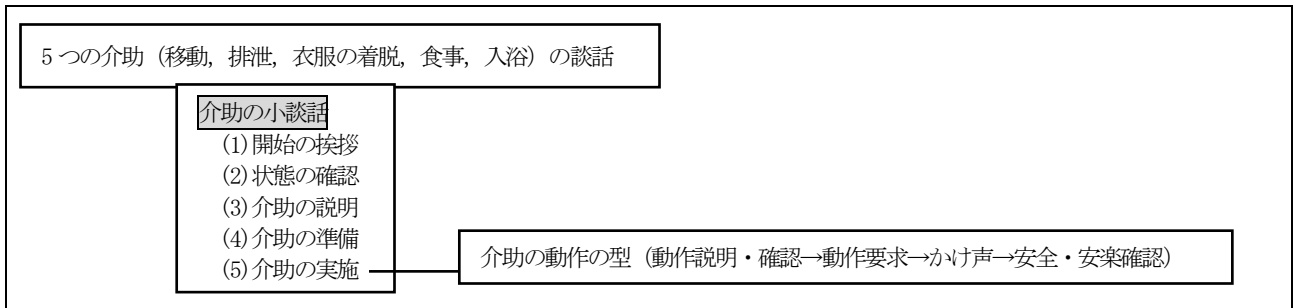 5つの介助(移動,排泄,衣服の着脱,食事,入浴)の談話
介助の小談話
(1)開始の挨拶
(2)状態の確認
(3)介助の説明
(4)介助の準備
(5)介助の実施
介助の動作の型(動作説明・確認→動作要求→かけ声→安全・安楽確認)